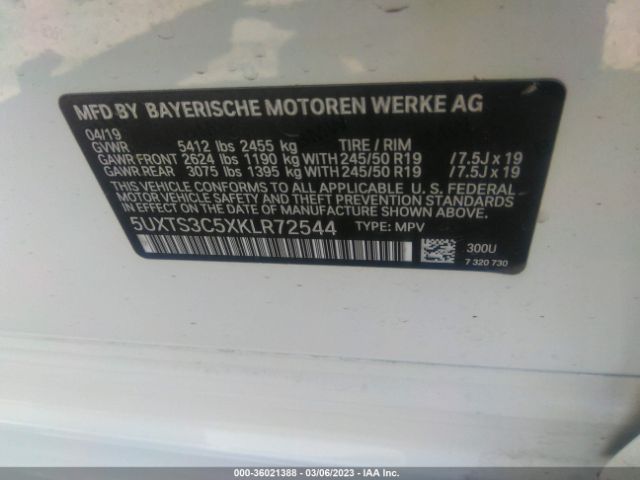 MFD BY BAYERISCHE MOTOREN WERKE AG
04/19
GVWR 5412 lbs 2455 kg TIRE / RIM
GAWR FRONT 2624 lbs 1190 kg WITH 245/50 R19 / 7.5J x 19
GAWR REAR 3075 lbs 1395 kg WITH 245/50 R19 / 7.5J x 19
THIS VEHICLE CONFORMS TO ALL APPLICABLE U. S. FEDERAL
MOTOR VEHICLE SAFETY, BUMPER, AND THEFT PREVENTION
STANDARDS IN EFFECT ON THE DATE OF MANUFACTURE SHOWN ABOVE.
5UXTS3C5XKLR72544 TYPE: MPV
300U
7 320 730
000-36021388 - 03/06/2023 - IAA Inc.